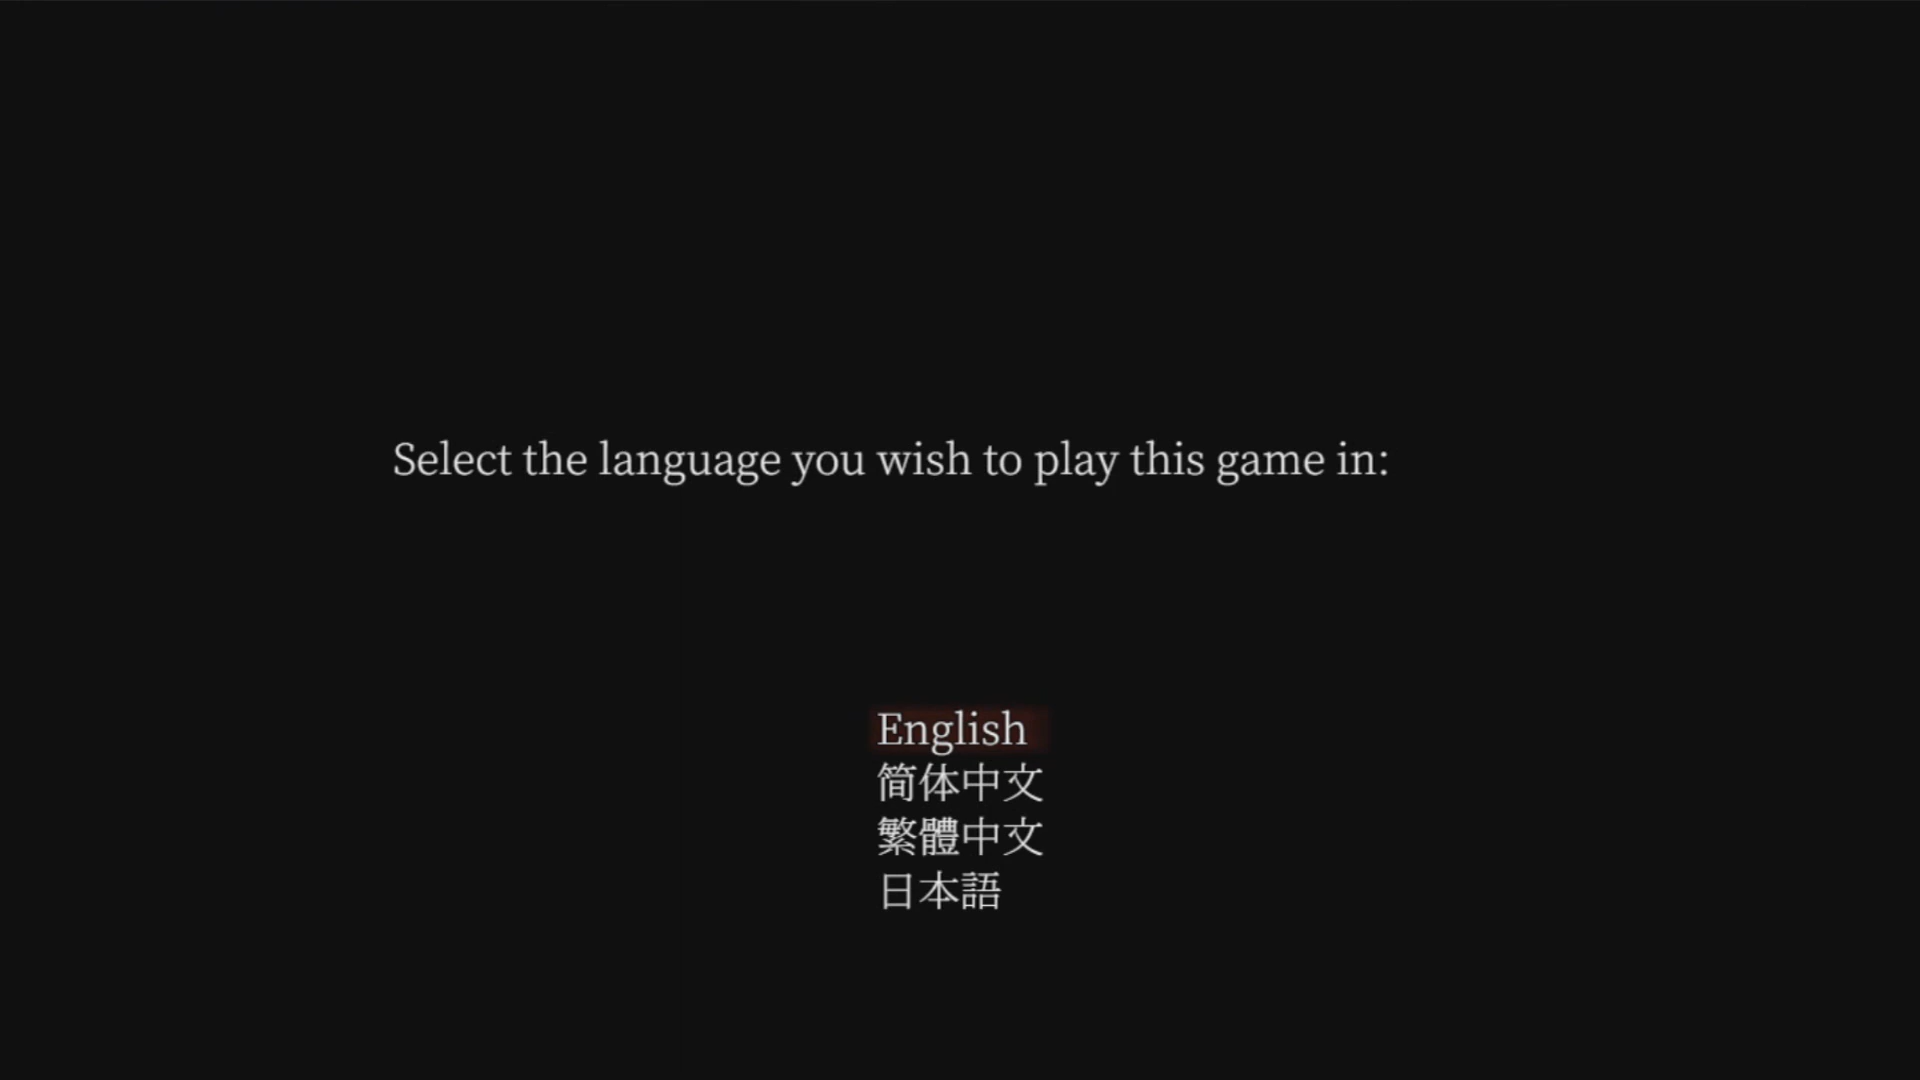 Select the language you wish to play this game in:
English
简体中文
繁體中文
日本語